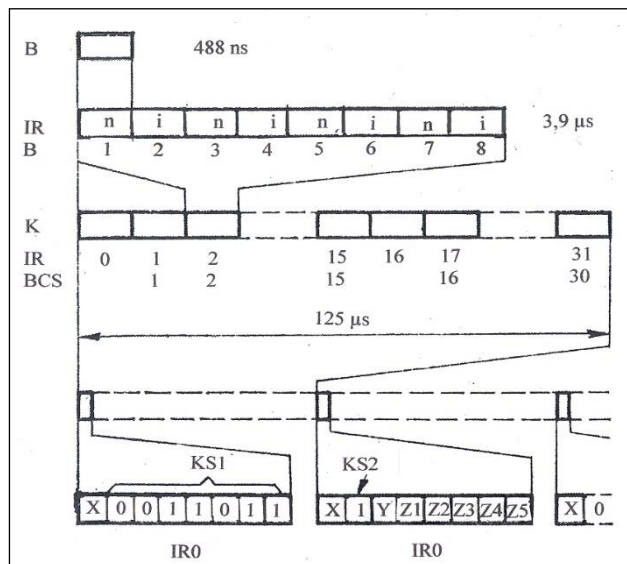 B 488 ns
IR n i n i n i n i 3,9 µs
B 1 2 3 4 5 6 7 8
K
IR 0 1 2 15 16 17 31
BCS 1 2 15 16 30
125 µs
KS1 KS2
X 0 0 1 1 0 1 1 X 1 Y Z1 Z2 Z3 Z4 Z5 X 0
IR0 IR0